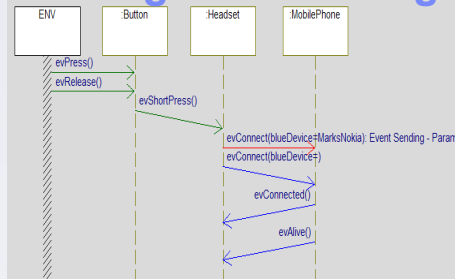 ENV :Button :Headset :MobilePhone
evPress()
evRelease()
evShortPress()
evConnect(blueDevice=MarksNokia): Event Sending - Param
evConnect(blueDevice=)
evConnected()
evAlive()